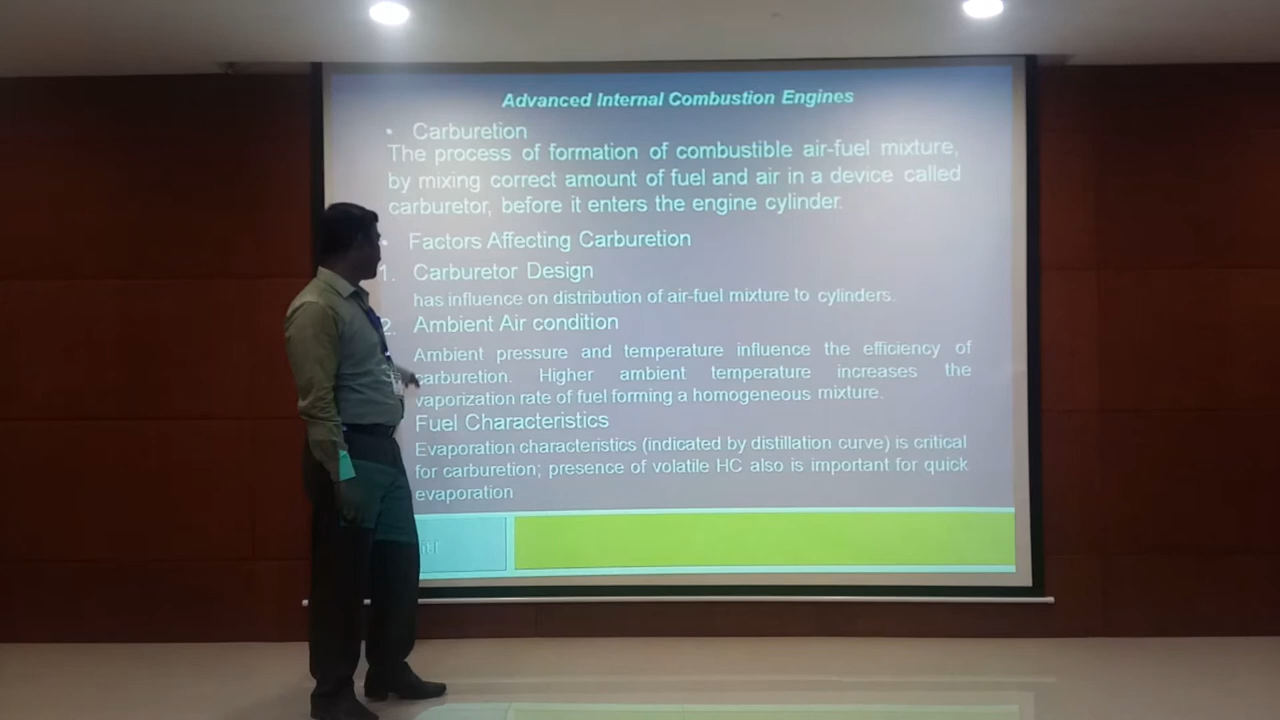 Advanced Internal Combustion Engines
• Carburetion
The process of formation of combustible air-fuel mixture,
by mixing correct amount of fuel and air in a device called
carburetor, before it enters the engine cylinder.
• Factors Affecting Carburetion
1. Carburetor Design
has influence on distribution of air-fuel mixture to cylinders.
2. Ambient Air condition
Ambient pressure and temperature influence the efficiency of
carburetion. Higher ambient temperature increases the
vaporization rate of fuel forming a homogeneous mixture.
Fuel Characteristics
Evaporation characteristics (indicated by distillation curve) is critical
for carburetion; presence of volatile HC also is important for quick
evaporation